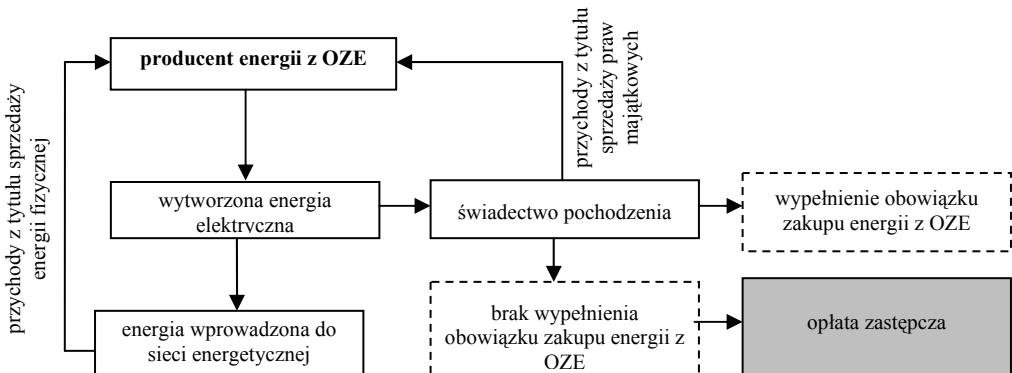 producent energii z OZE
przychody z tytułu
sprzedaży praw
majątkowych
przychody z tytułu sprzedaży
energii fizycznej
wytworzona energia
elektryczna
świadectwo pochodzenia
wypełnienie obowiązku
zakupu energii z OZE
energia wprowadzona do
sieci energetycznej
brak wypełnienia
obowiązku zakupu energii z
OZE
opłata zastępcza